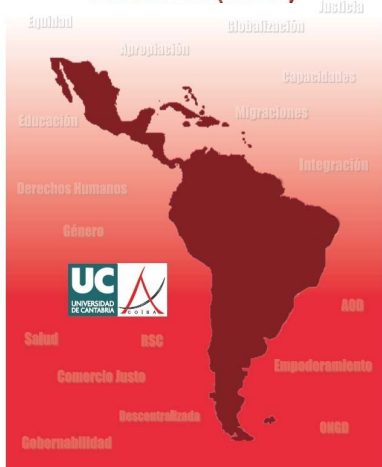 Justicia
Equidad
Globalización
Apropiación
Capacidades
Migraciones
Educación
Integración
Derechos Humanos
Género
UC
UNIVERSIDAD
DE CANTABRIA
COIBA
AOD
Salud
RSC
Empoderamiento
Comercio Justo
Descentralizada
ONGD
Gobernabilidad